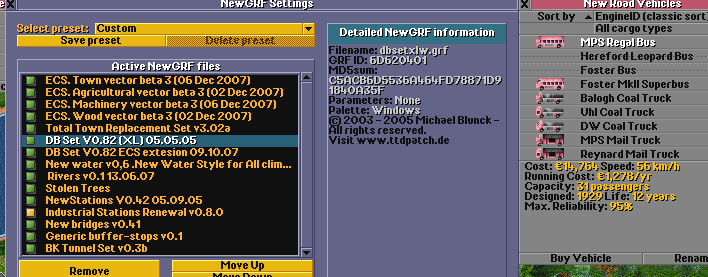 NewGRF Settings
Select preset:
Custom
Save preset
Delete preset
Active NewGRF files
ECS. Town vector beta 3 (06 Dec 2007)
ECS. Agricultural vector beta 3 (02 Dec 2007)
ECS. Machinery vector beta 3 (06 Dec 2007)
ECS. Wood vector beta 3 (02 Dec 2007)
Total Town Replacement Set v3.02a
DB Set V0.82 (XL) 05.05.05
DB Set V0.82 ECS extesion 09.10.07
New water v0,6 .New Water Style for All clim...
Rivers v0.1 13.06.07
Stolen Trees
NewStations V0.42 05.09.05
Industrial Stations Renewal v0.8.0
New bridges v0.41
Generic buffer-stops v0.1
BK Tunnel Set v0.3b
Remove
Move Up
Move Down
Detailed NewGRF information
Filename: dbsetxlw.grf
GRF ID: 6D620401
MD5sum:
C5AC86D5536A464FD78871D9
1840A35F
Parameters: None
Palette: Windows
© 2003 - 2005 Michael Blunck -
All rights reserved.
Visit www.ttdpatch.de
New Road Vehicles
Sort by
EngineID (classic sort)
All cargo types
MPS Regal Bus
Hereford Leopard Bus
Foster Bus
Foster MkII Superbus
Balogh Coal Truck
Uhl Coal Truck
DW Coal Truck
MPS Mail Truck
Reynard Mail Truck
Cost: €14,764 Speed: 56 km/h
Running Cost: €1,278/yr
Capacity: 31 passengers
Designed: 1929 Life: 12 years
Max. Reliability: 95%
Buy Vehicle
Renam